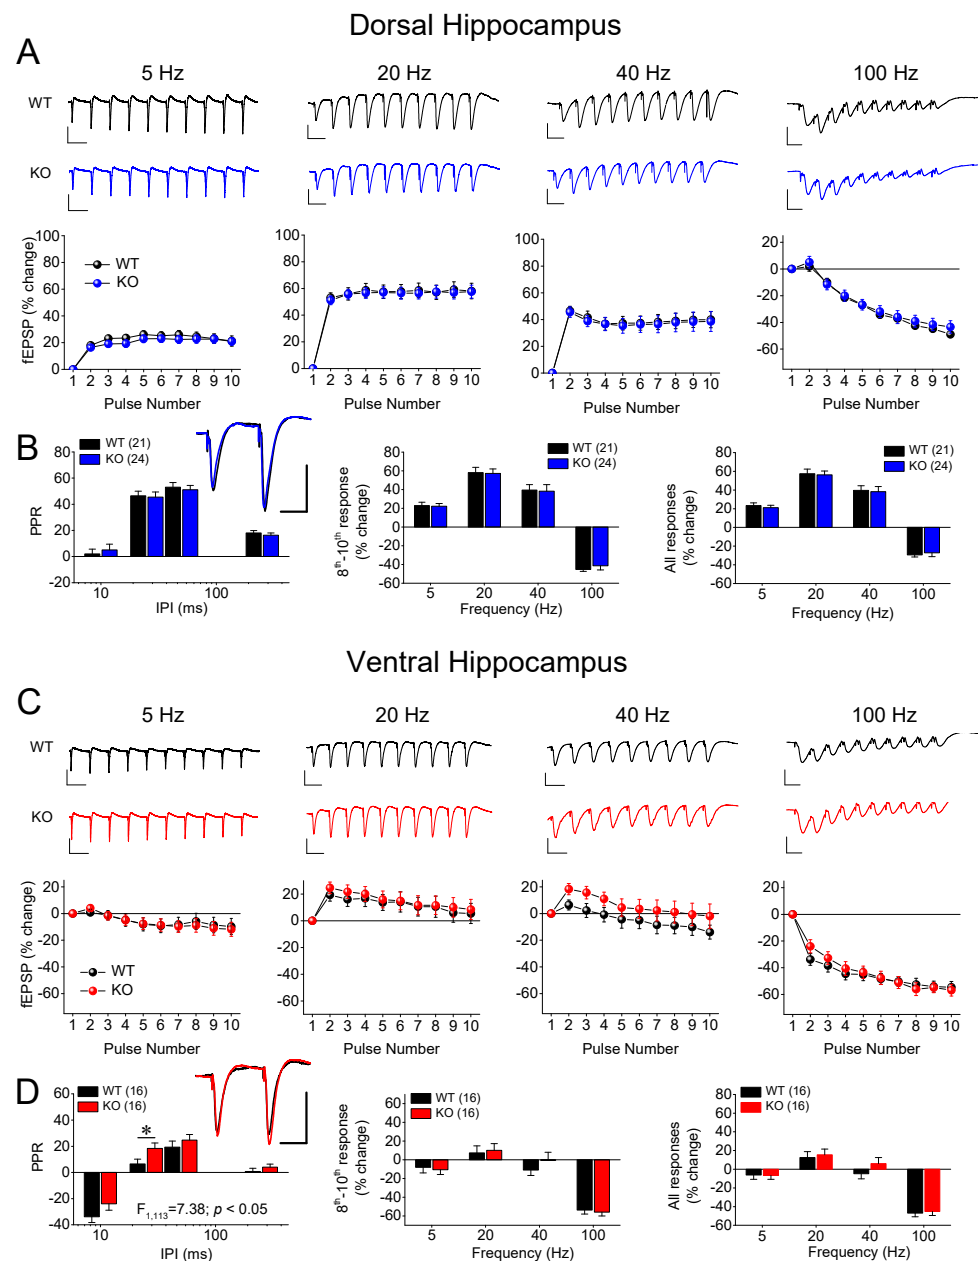 Dorsal Hippocampus
A
5 Hz
20 Hz
40 Hz
100 Hz
WT
KO
fEPSP (% change)
100
80
60
40
20
0
WT
KO
1 2 3 4 5 6 7 8 9 10
Pulse Number
100
80
60
40
20
0
1 2 3 4 5 6 7 8 9 10
Pulse Number
100
80
60
40
20
0
1 2 3 4 5 6 7 8 9 10
Pulse Number
20
0
-20
-40
-60
1 2 3 4 5 6 7 8 9 10
Pulse Number
B
PPR
80
60
40
20
0
-20
WT (21)
KO (24)
10 100
IPI (ms)
8th-10th response
(% change)
80
60
40
20
0
-20
-40
-60
WT (21)
KO (24)
5 20 40 100
Frequency (Hz)
All responses
(% change)
80
60
40
20
0
-20
-40
-60
WT (21)
KO (24)
5 20 40 100
Frequency (Hz)
Ventral Hippocampus
C
5 Hz
20 Hz
40 Hz
100 Hz
WT
KO
fEPSP (% change)
20
0
-20
-40
-60
WT
KO
1 2 3 4 5 6 7 8 9 10
Pulse Number
20
0
-20
-40
-60
1 2 3 4 5 6 7 8 9 10
Pulse Number
20
0
-20
-40
-60
1 2 3 4 5 6 7 8 9 10
Pulse Number
20
0
-20
-40
-60
1 2 3 4 5 6 7 8 9 10
Pulse Number
D
PPR
60
40
20
0
-20
-40
WT (16)
KO (16)
*
F1,113=7.38; p < 0.05
10 100
IPI (ms)
8th-10th response
(% change)
80
60
40
20
0
-20
-40
-60
WT (16)
KO (16)
5 20 40 100
Frequency (Hz)
All responses
(% change)
80
60
40
20
0
-20
-40
-60
WT (16)
KO (16)
5 20 40 100
Frequency (Hz)